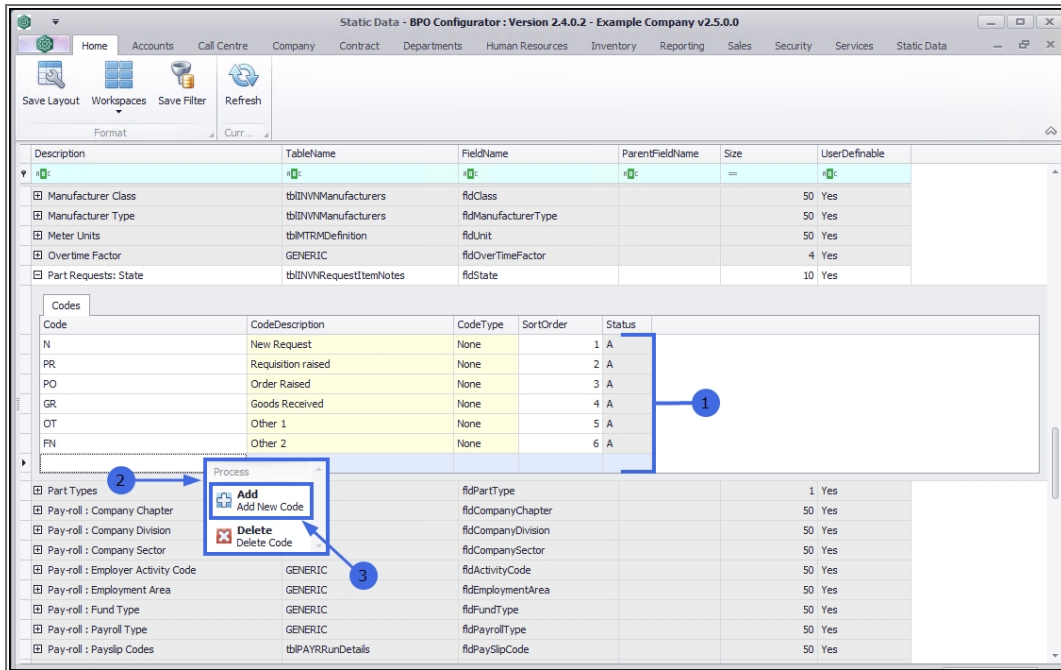 Static Data - BPO Configurator : Version 2.4.0.2 - Example Company v2.5.0.0
Home Accounts Call Centre Company Contract Departments Human Resources Inventory Reporting Sales Security Services Static Data
Save Layout Workspaces Save Filter Refresh
Format Curr...
Description TableName FieldName ParentFieldName Size UserDefinable
Manufacturer Class tblINVNManufacturers fldClass 50 Yes
Manufacturer Type tblINVNManufacturers fldManufacturerType 50 Yes
Meter Units tblMTRMDefinition fldUnit 50 Yes
Overtime Factor GENERIC fldOverTimeFactor 4 Yes
Part Requests: State tblINVNRequestItemNotes fldState 10 Yes
Codes
Code CodeDescription CodeType SortOrder Status
N New Request None 1 A
PR Requisition raised None 2 A
PO Order Raised None 3 A
GR Goods Received None 4 A
1
OT Other 1 None 5 A
FN Other 2 None 6 A
Process
2
Part Types fldPartType 1 Yes
Add
Add New Code
Pay-roll : Company Chapter fldCompanyChapter 50 Yes
Pay-roll : Company Division fldCompanyDivision 50 Yes
Delete
Delete Code
Pay-roll : Company Sector fldCompanySector 50 Yes
Pay-roll : Employer Activity Code GENERIC fldActivityCode 50 Yes
3
Pay-roll : Employment Area GENERIC fldEmploymentArea 50 Yes
Pay-roll : Fund Type GENERIC fldFundType 50 Yes
Pay-roll : Payroll Type GENERIC fldPayrollType 50 Yes
Pay-roll : Payslip Codes tblPAYRRunDetails fldPaySlipCode 50 Yes